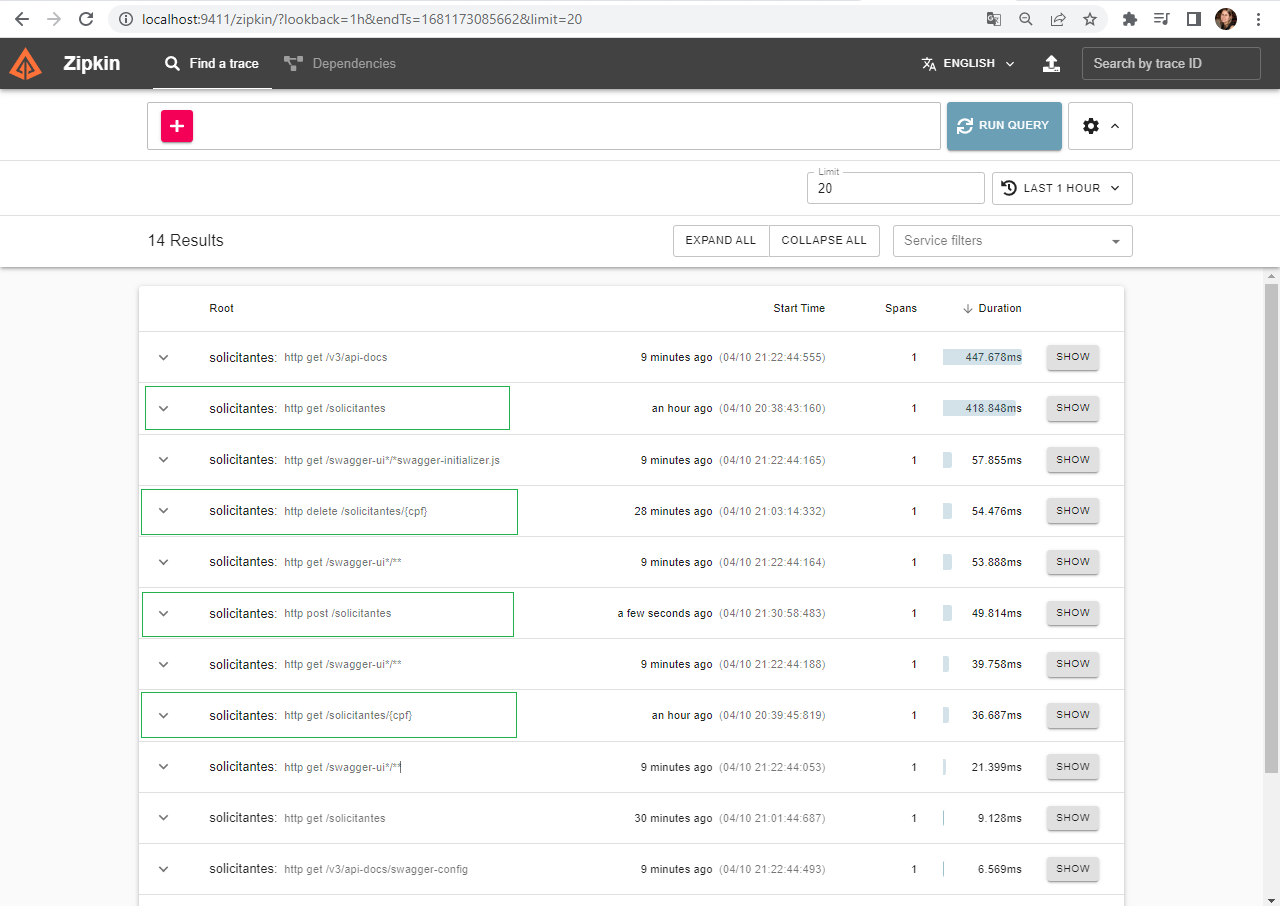 localhost:9411/zipkin/?lookback=1h&endTs=1681173085662&limit=20
Zipkin Find a trace Dependencies ENGLISH Search by trace ID
RUN QUERY
Limit
20 LAST 1 HOUR
14 Results EXPAND ALL COLLAPSE ALL Service filters
Root Start Time Spans Duration
solicitantes: http get /v3/api-docs 9 minutes ago (04/10 21:22:44:555) 1 447.678ms SHOW
solicitantes: http get /solicitantes an hour ago (04/10 20:38:43:160) 1 418.848ms SHOW
solicitantes: http get /swagger-ui*/*swagger-initializer.js 9 minutes ago (04/10 21:22:44:165) 1 57.855ms SHOW
solicitantes: http delete /solicitantes/{cpf} 28 minutes ago (04/10 21:03:14:332) 1 54.476ms SHOW
solicitantes: http get /swagger-ui*/** 9 minutes ago (04/10 21:22:44:164) 1 53.888ms SHOW
solicitantes: http post /solicitantes a few seconds ago (04/10 21:30:58:483) 1 49.814ms SHOW
solicitantes: http get /swagger-ui*/** 9 minutes ago (04/10 21:22:44:188) 1 39.758ms SHOW
solicitantes: http get /solicitantes/{cpf} an hour ago (04/10 20:39:45:819) 1 36.687ms SHOW
solicitantes: http get /swagger-ui*/** 9 minutes ago (04/10 21:22:44:053) 1 21.399ms SHOW
solicitantes: http get /solicitantes 30 minutes ago (04/10 21:01:44:687) 1 9.128ms SHOW
solicitantes: http get /v3/api-docs/swagger-config 9 minutes ago (04/10 21:22:44:493) 1 6.569ms SHOW